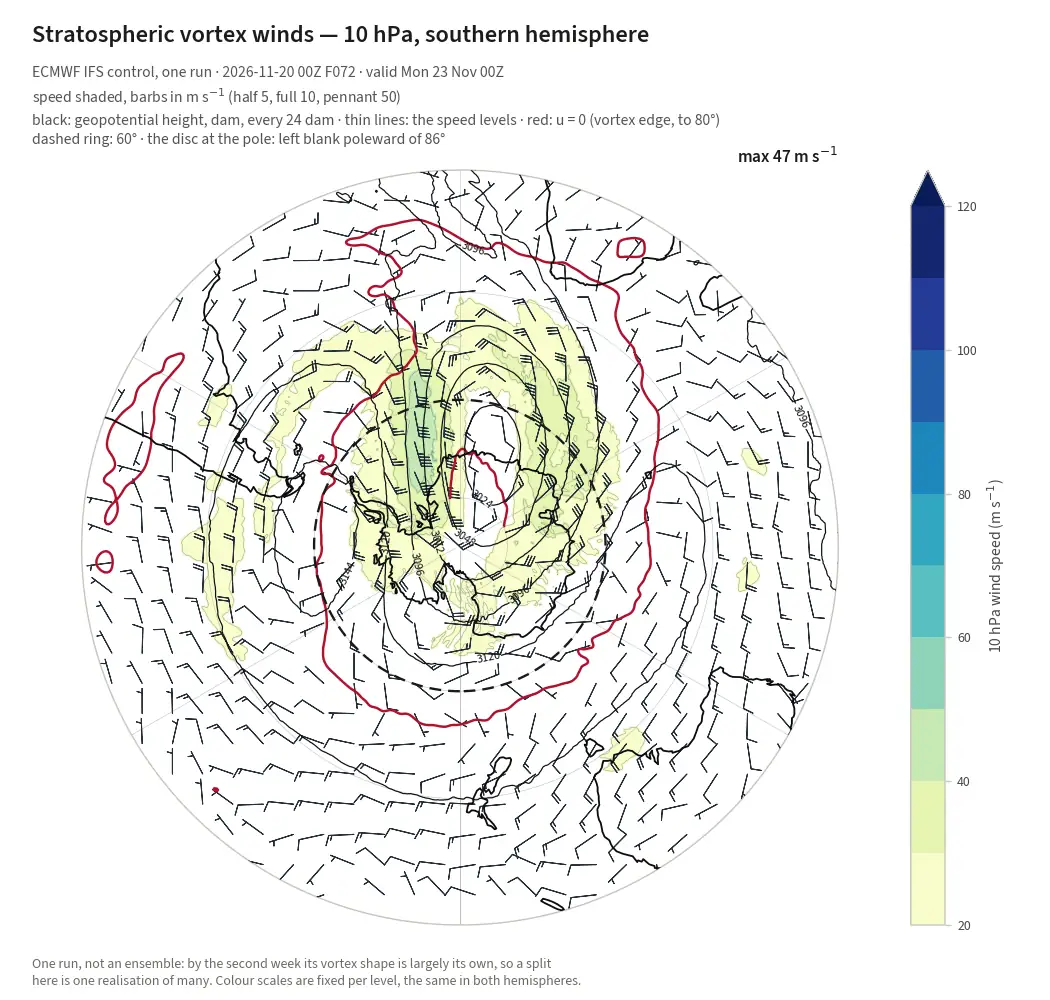 Stratospheric vortex winds — 10 hPa, southern hemisphere
ECMWF IFS control, one run · 2026-11-20 00Z F072 · valid Mon 23 Nov 00Z
speed shaded, barbs in m s⁻¹ (half 5, full 10, pennant 50)
black: geopotential height, dam, every 24 dam · thin lines: the speed levels · red: u = 0 (vortex edge, to 80°)
dashed ring: 60° · the disc at the pole: left blank poleward of 86°
max 47 m s⁻¹
120
100
80
60
40
20
10 hPa wind speed (m s⁻¹)
3096
3096
3024
3048
3072
3096
3096
3120
3144
3120
One run, not an ensemble: by the second week its vortex shape is largely its own, so a split
here is one realisation of many. Colour scales are fixed per level, the same in both hemispheres.